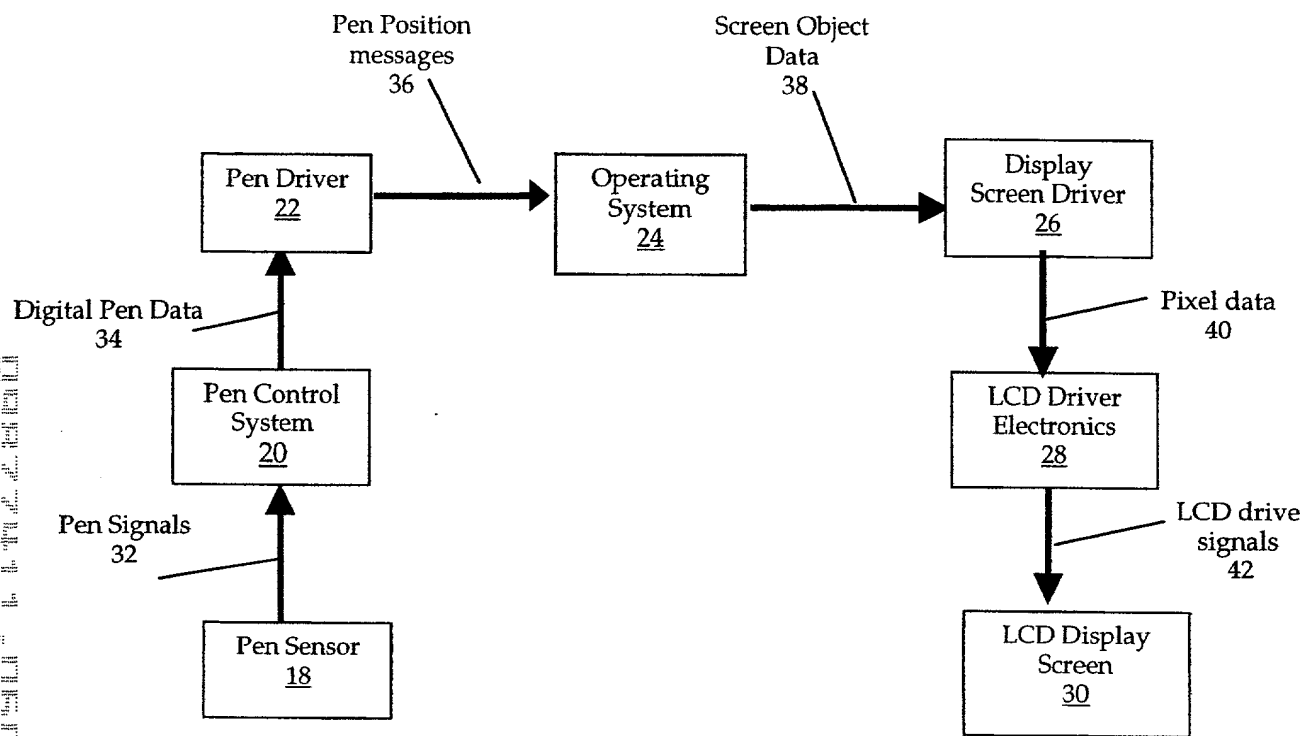 Pen Position
messages
36
Screen Object
Data
38
Pen Driver
22
Operating
System
24
Display
Screen Driver
26
Digital Pen Data
34
Pixel data
40
Pen Control
System
20
LCD Driver
Electronics
28
Pen Signals
32
LCD drive
signals
42
Pen Sensor
18
LCD Display
Screen
30